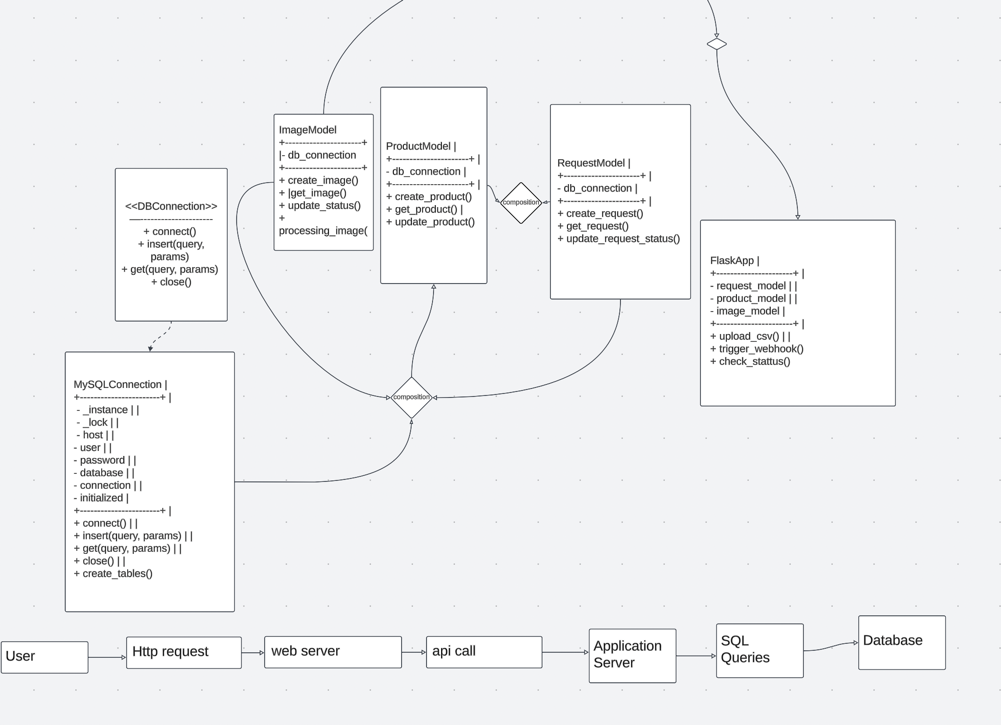 ImageModel
+----------------------+
|- db_connection
+----------------------+
+ create_image()
+ |get_image()
+ update_status()
+
processing_image(
ProductModel |
+----------------------+ |
- db_connection |
+----------------------+ |
+ create_product()
+ get_product() |
+ update_product()
composition
RequestModel |
+----------------------+ |
- db_connection |
+----------------------+ |
+ create_request()
+ get_request()
+ update_request_status()
<<DBConnection>>
—---------------------
+ connect()
+ insert(query,
params)
+ get(query, params)
+ close()
FlaskApp |
+----------------------+ |
- request_model | |
- product_model | |
- image_model |
+----------------------+ |
+ upload_csv() | |
+ trigger_webhook()
+ check_stattus()
composition
MySQLConnection |
+-----------------------+ |
- _instance | |
- _lock | |
- host | |
- user | |
- password | |
- database | |
- connection | |
- initialized |
+-----------------------+ |
+ connect() | |
+ insert(query, params) | |
+ get(query, params) | |
+ close() | |
+ create_tables()
User
Http request
web server
api call
Application
Server
SQL
Queries
Database